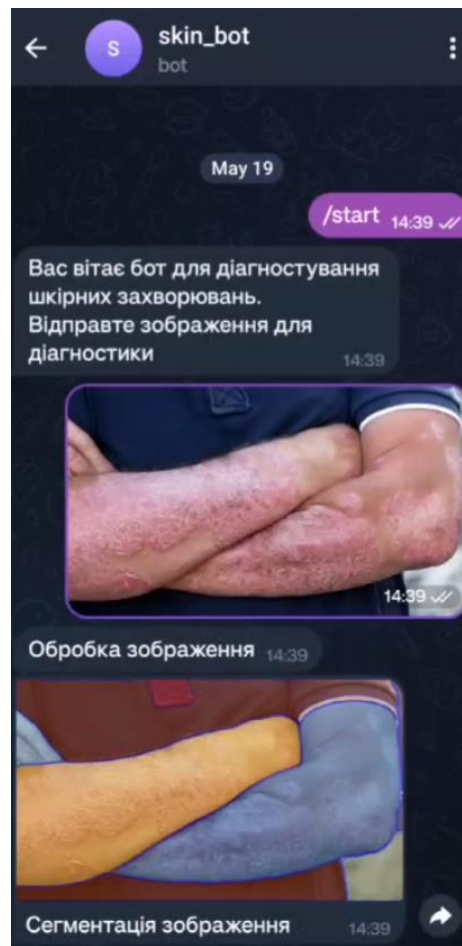 S
skin_bot
bot
May 19
/start 14:39
Вас вітає бот для діагностування
шкірних захворювань.
Відправте зображення для
діагностики 14:39
14:39
Обробка зображення 14:39
Сегментація зображення 14:39